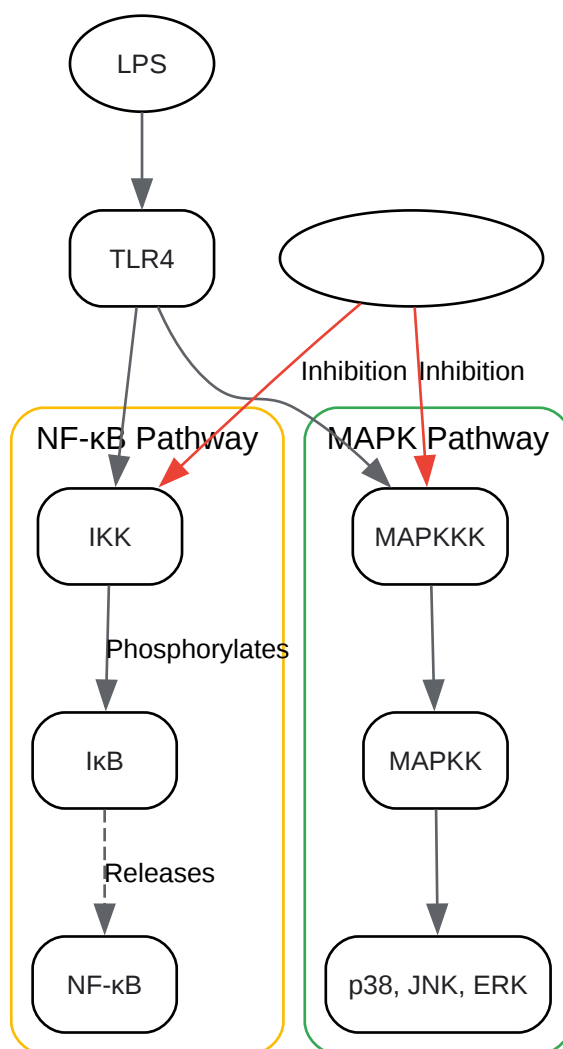 LPS
TLR4
Inhibition
Inhibition
NF-κB Pathway
MAPK Pathway
IKK
MAPKKK
Phosphorylates
IκB
MAPKK
Releases
NF-κB
p38, JNK, ERK